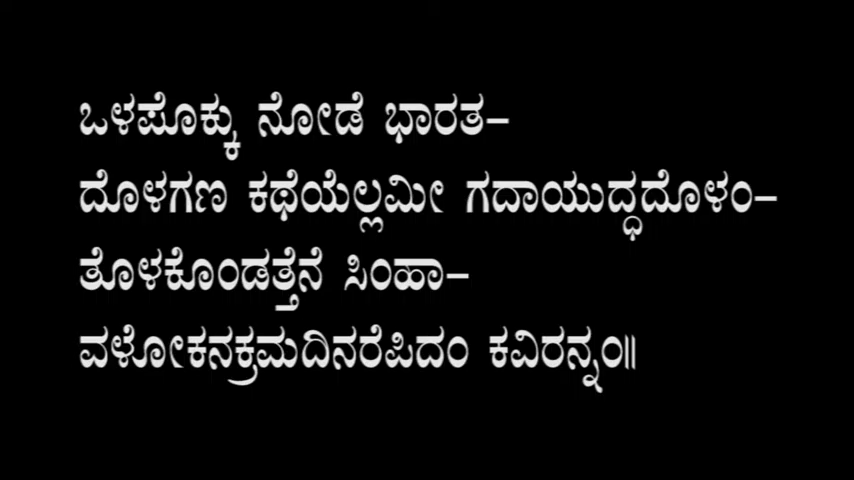 ಒಳಪೊಕ್ಕು ನೋಡೆ ಭಾರತ–
ದೊಳಗಣ ಕಥೆಯೆಲ್ಲಮೀ ಗದಾಯುದ್ಧದೊಳಂ–
ತೊಳಕೊಂಡತ್ತೆನೆ ಸಿಂಹಾ–
ವಳೋಕನಕ್ರಮದಿನರೆಪಿದಂ ಕವಿರನ್ನಂ॥